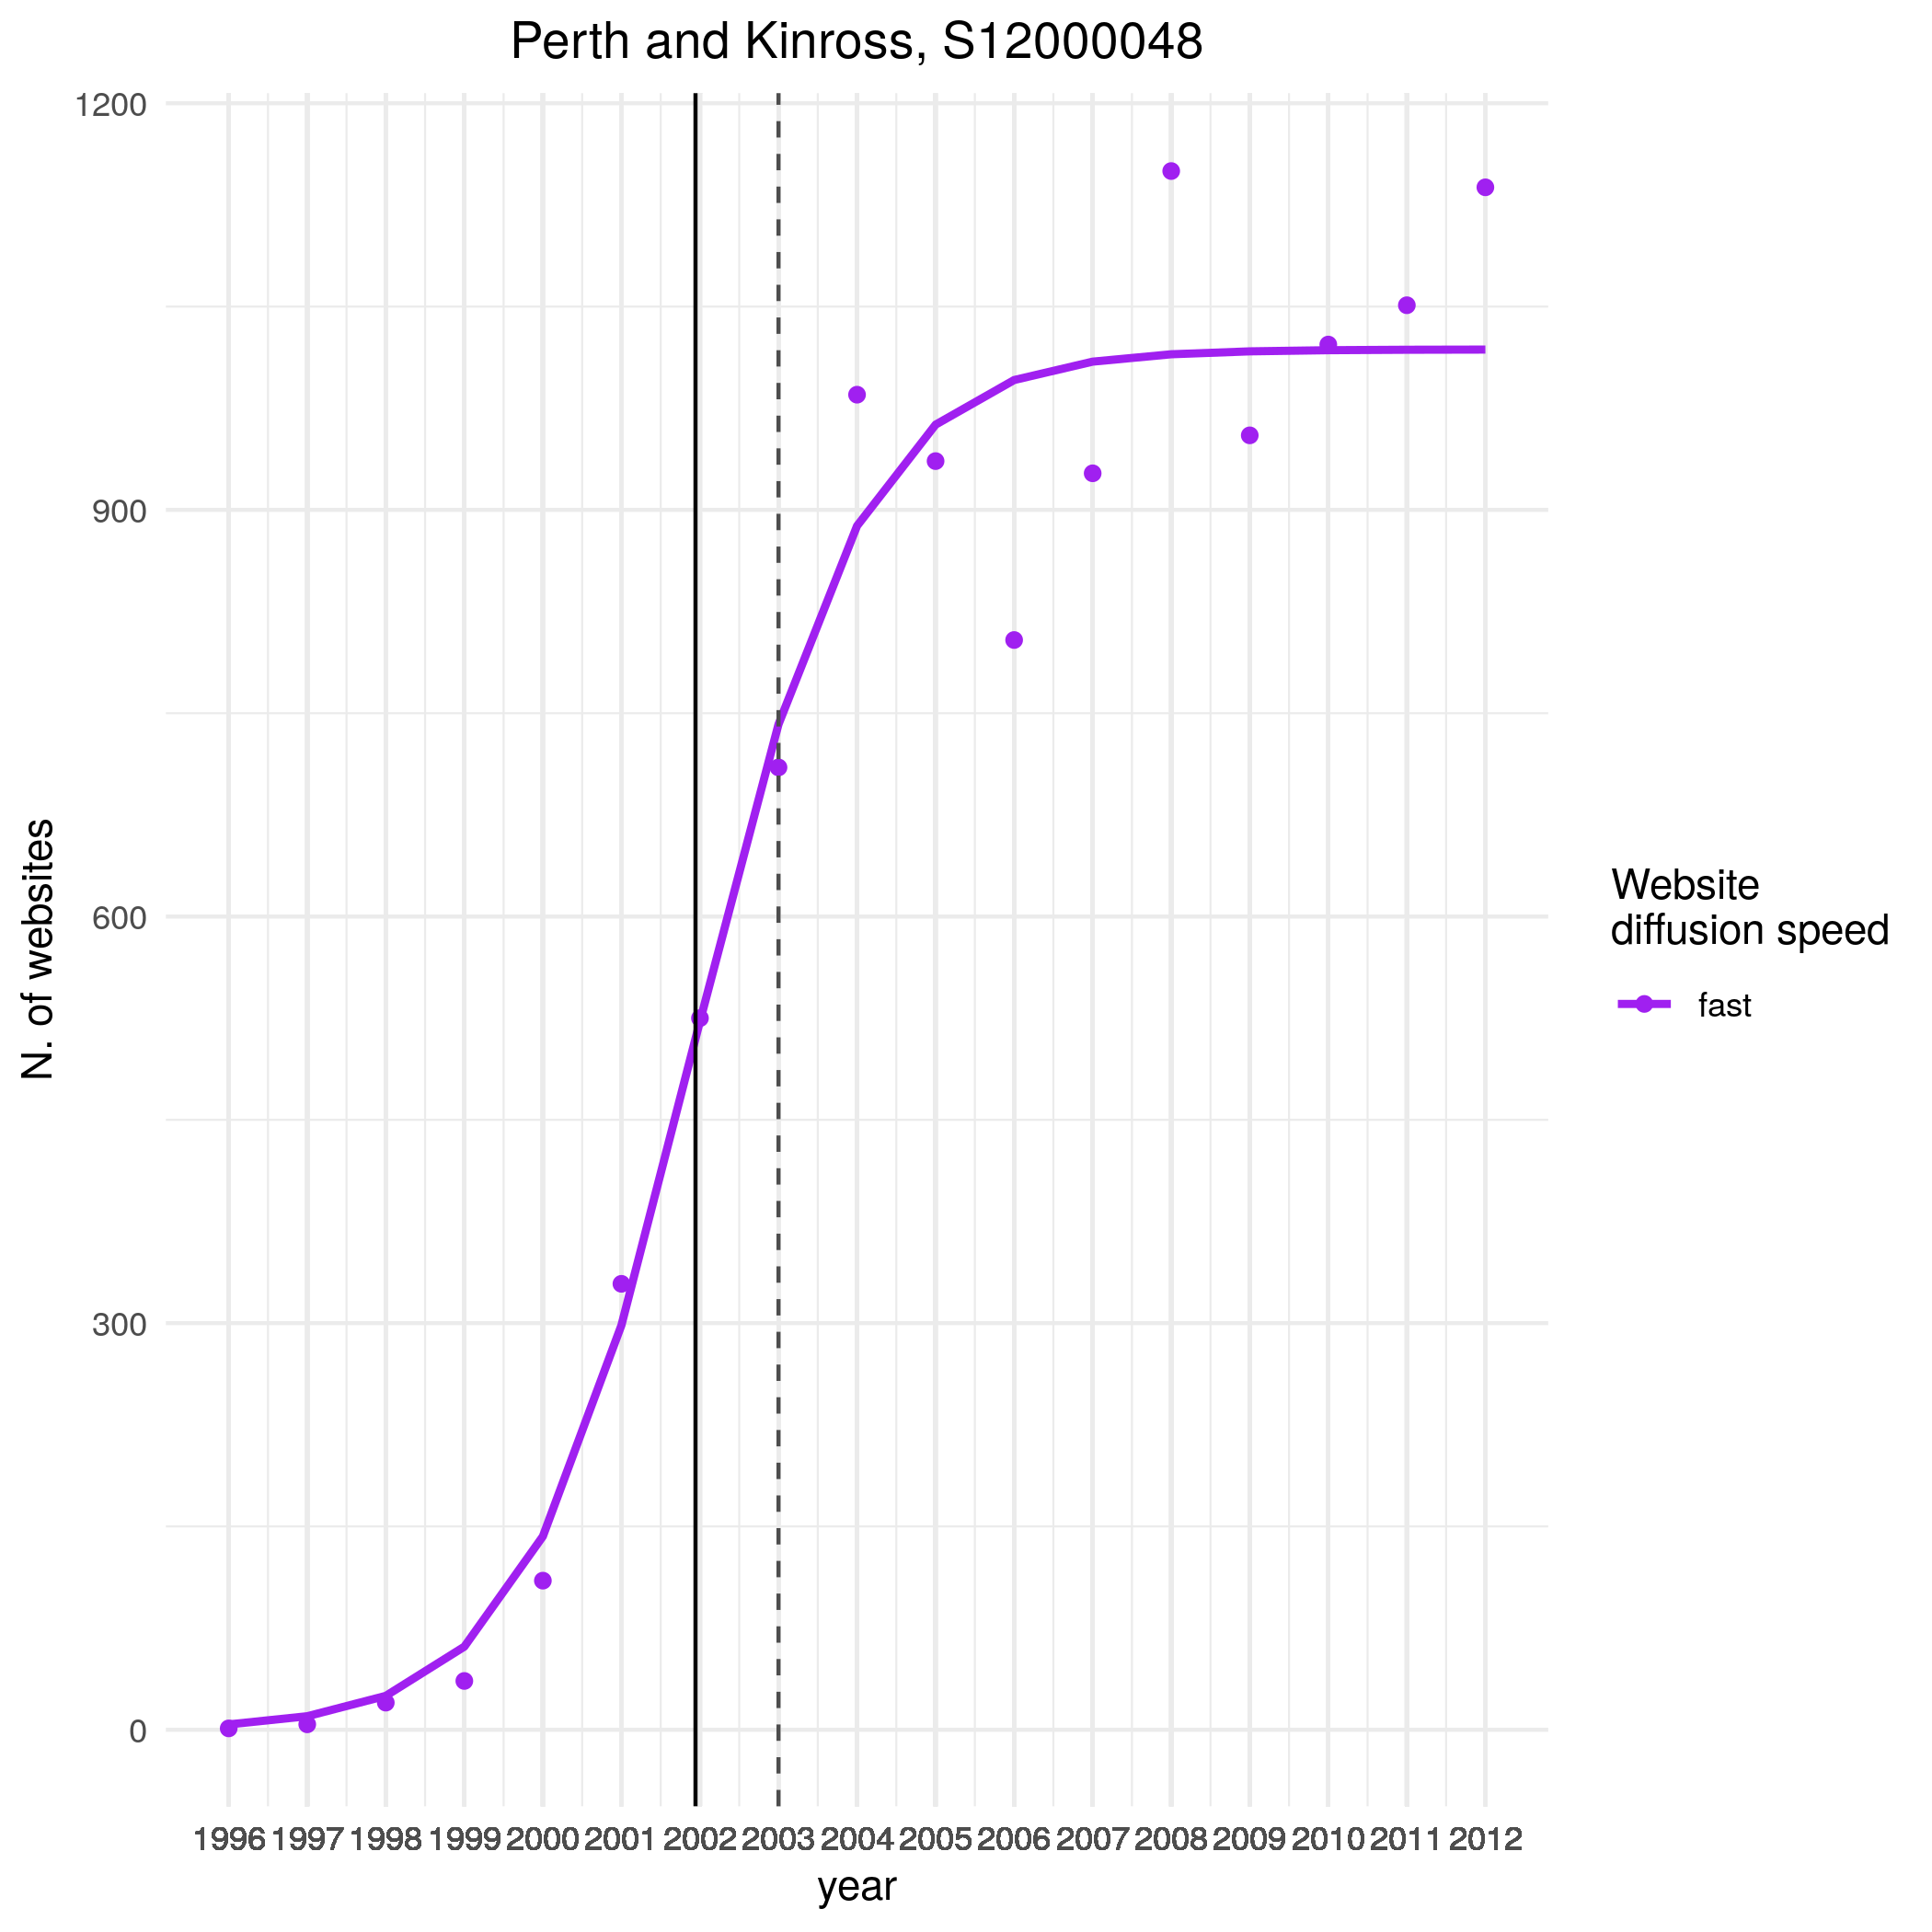 Perth and Kinross, S12000048
1200
900
600
300
0
N. of websites
1996 1997 1998 1999 2000 2001 2002 2003 2004 2005 2006 2007 2008 2009 2010 2011 2012
year
Website
diffusion speed
fast